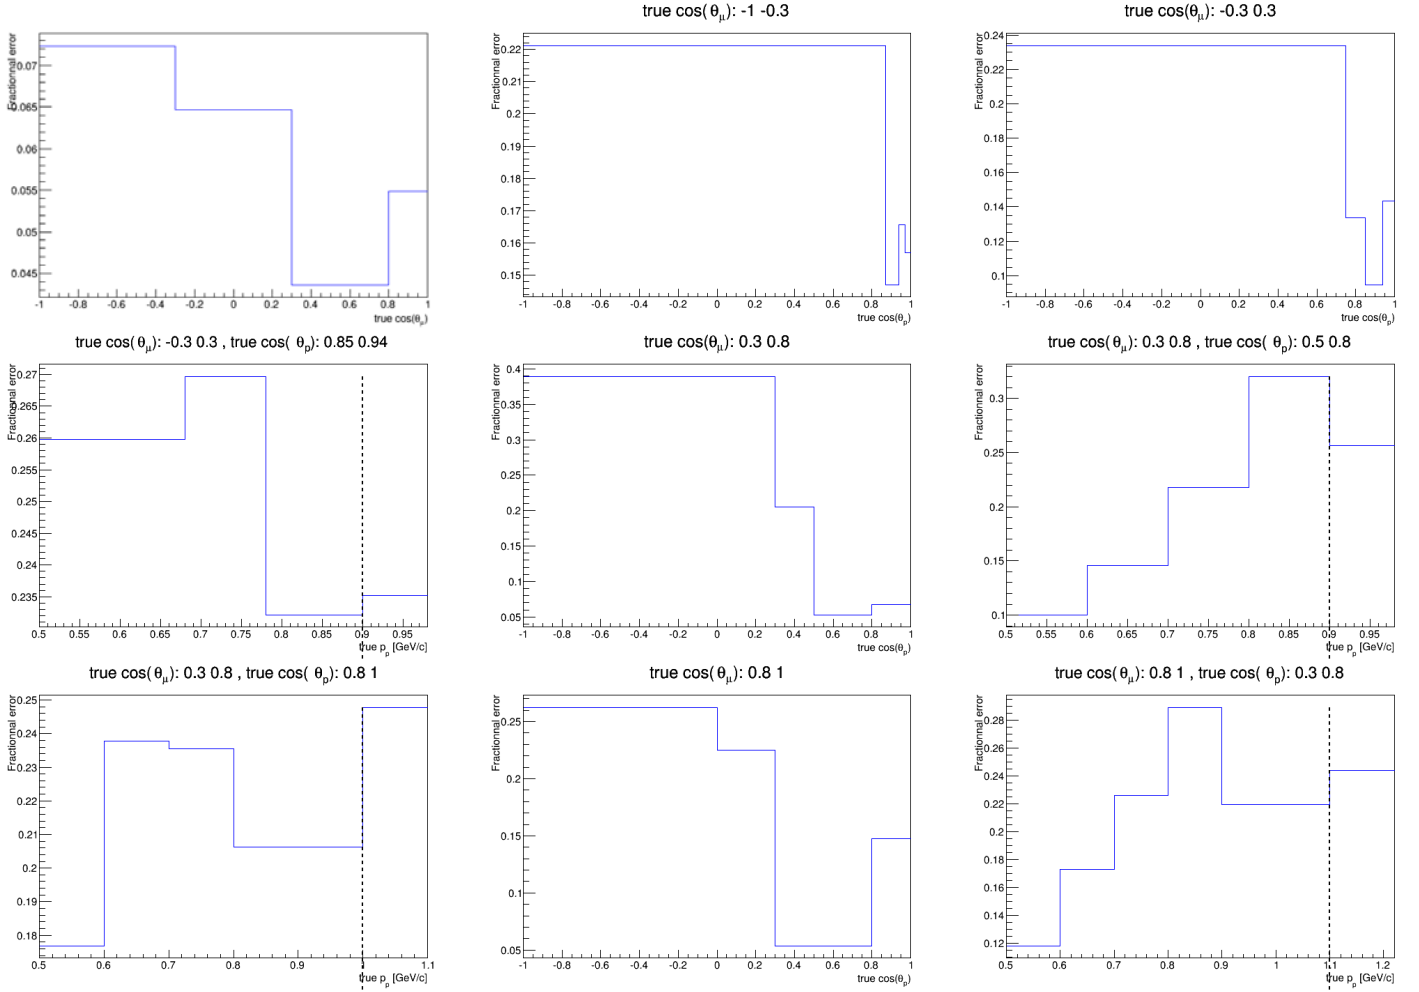 true cos(θμ): -1 -0.3
true cos(θμ): -0.3 0.3
Fractionnal error
0.07
0.065
0.06
0.055
0.05
0.045
-1 -0.8 -0.6 -0.4 -0.2 0 0.2 0.4 0.6 0.8 1
true cos(θp)
Fractionnal error
0.22
0.21
0.2
0.19
0.18
0.17
0.16
0.15
-1 -0.8 -0.6 -0.4 -0.2 0 0.2 0.4 0.6 0.8 1
true cos(θp)
Fractionnal error
0.24
0.22
0.2
0.18
0.16
0.14
0.12
0.1
-1 -0.8 -0.6 -0.4 -0.2 0 0.2 0.4 0.6 0.8 1
true cos(θp)
true cos(θμ): -0.3 0.3 , true cos( θp): 0.85 0.94
Fractionnal error
0.27
0.265
0.26
0.255
0.25
0.245
0.24
0.235
0.5 0.55 0.6 0.65 0.7 0.75 0.8 0.85 0.9 0.95
true pp [GeV/c]
true cos(θμ): 0.3 0.8
Fractionnal error
0.4
0.35
0.3
0.25
0.2
0.15
0.1
0.05
-1 -0.8 -0.6 -0.4 -0.2 0 0.2 0.4 0.6 0.8 1
true cos(θp)
true cos(θμ): 0.3 0.8 , true cos( θp): 0.5 0.8
Fractionnal error
0.3
0.25
0.2
0.15
0.1
0.5 0.55 0.6 0.65 0.7 0.75 0.8 0.85 0.9 0.95
true pp [GeV/c]
true cos(θμ): 0.3 0.8 , true cos( θp): 0.8 1
Fractionnal error
0.25
0.24
0.23
0.22
0.21
0.2
0.19
0.18
0.5 0.6 0.7 0.8 0.9 1 1.1
true pp [GeV/c]
true cos(θμ): 0.8 1
Fractionnal error
0.25
0.2
0.15
0.1
0.05
-1 -0.8 -0.6 -0.4 -0.2 0 0.2 0.4 0.6 0.8 1
true cos(θp)
true cos(θμ): 0.8 1 , true cos( θp): 0.3 0.8
Fractionnal error
0.28
0.26
0.24
0.22
0.2
0.18
0.16
0.14
0.12
0.5 0.6 0.7 0.8 0.9 1 1.1 1.2
true pp [GeV/c]